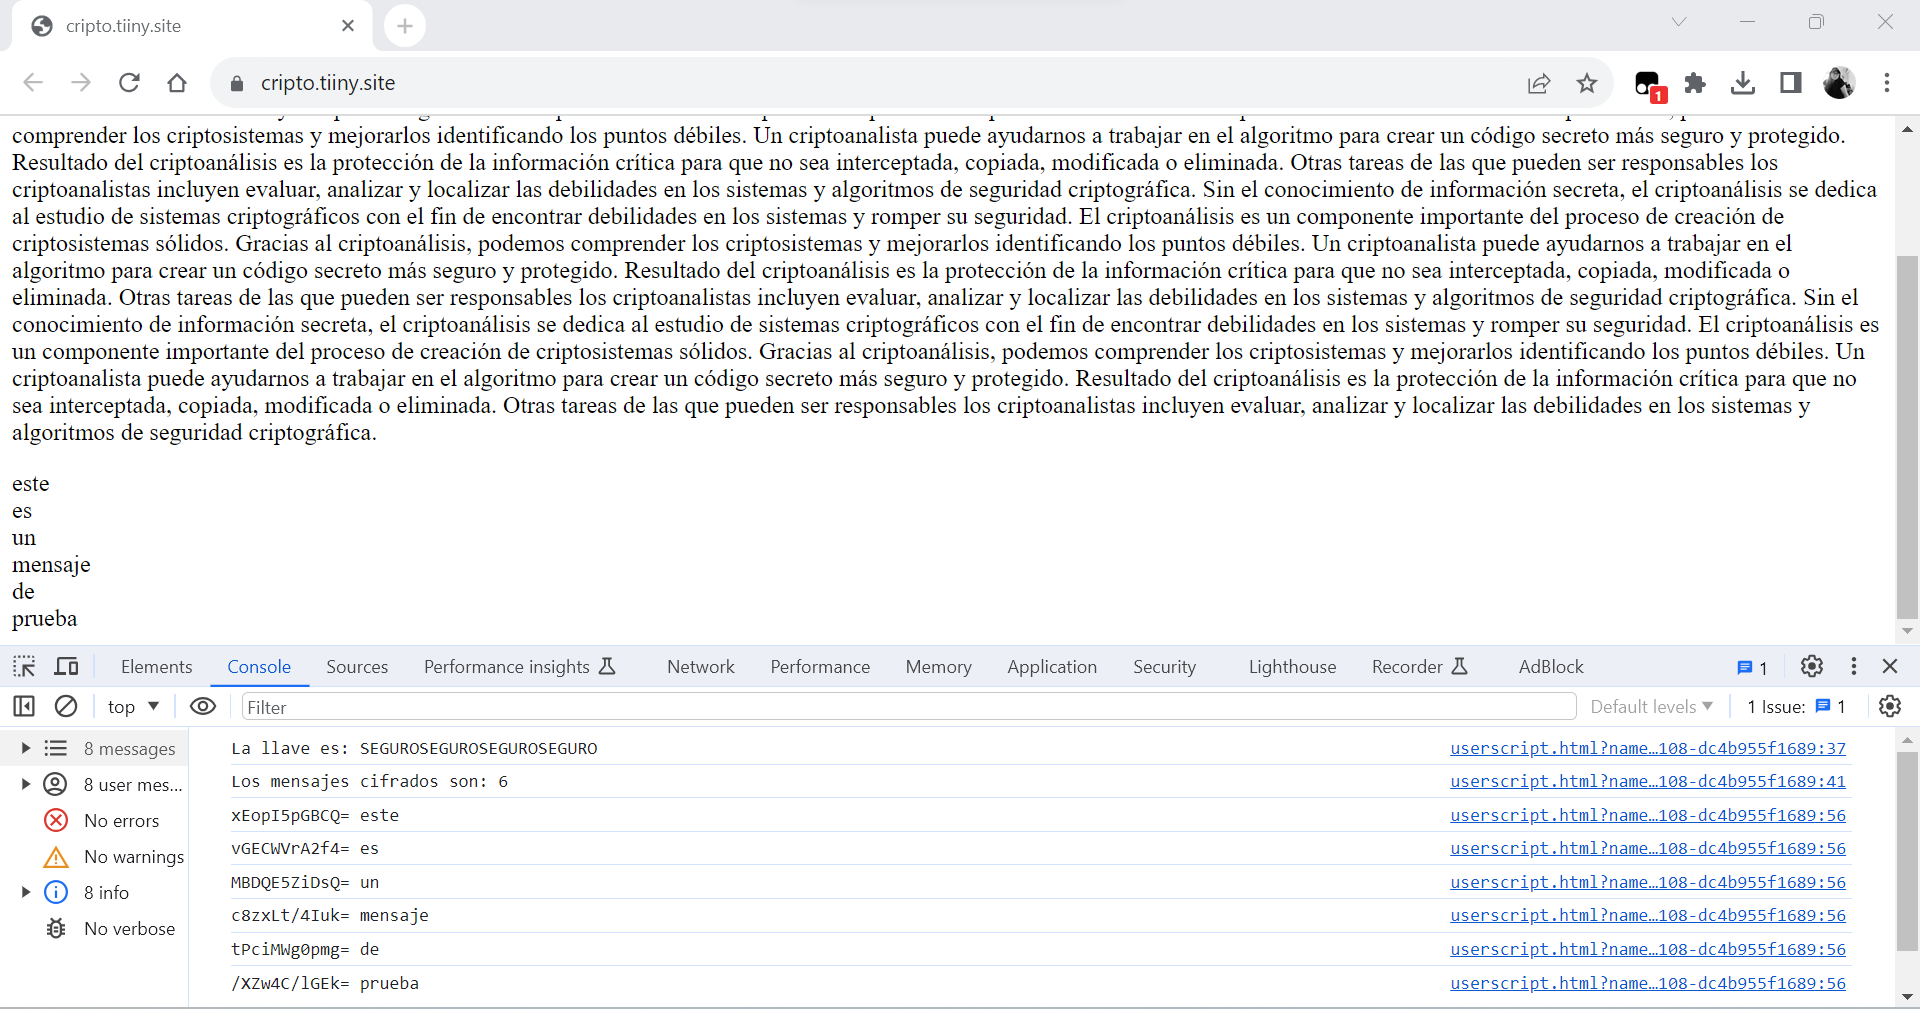 cripto.tiiny.site
cripto.tiiny.site
1
comprender los criptosistemas y mejorarlos identificando los puntos débiles. Un criptoanalista puede ayudarnos a trabajar en el algoritmo para crear un código secreto más seguro y protegido.
Resultado del criptoanálisis es la protección de la información crítica para que no sea interceptada, copiada, modificada o eliminada. Otras tareas de las que pueden ser responsables los
criptoanalistas incluyen evaluar, analizar y localizar las debilidades en los sistemas y algoritmos de seguridad criptográfica. Sin el conocimiento de información secreta, el criptoanálisis se dedica
al estudio de sistemas criptográficos con el fin de encontrar debilidades en los sistemas y romper su seguridad. El criptoanálisis es un componente importante del proceso de creación de
criptosistemas sólidos. Gracias al criptoanálisis, podemos comprender los criptosistemas y mejorarlos identificando los puntos débiles. Un criptoanalista puede ayudarnos a trabajar en el
algoritmo para crear un código secreto más seguro y protegido. Resultado del criptoanálisis es la protección de la información crítica para que no sea interceptada, copiada, modificada o
eliminada. Otras tareas de las que pueden ser responsables los criptoanalistas incluyen evaluar, analizar y localizar las debilidades en los sistemas y algoritmos de seguridad criptográfica. Sin el
conocimiento de información secreta, el criptoanálisis se dedica al estudio de sistemas criptográficos con el fin de encontrar debilidades en los sistemas y romper su seguridad. El criptoanálisis es
un componente importante del proceso de creación de criptosistemas sólidos. Gracias al criptoanálisis, podemos comprender los criptosistemas y mejorarlos identificando los puntos débiles. Un
criptoanalista puede ayudarnos a trabajar en el algoritmo para crear un código secreto más seguro y protegido. Resultado del criptoanálisis es la protección de la información crítica para que no
sea interceptada, copiada, modificada o eliminada. Otras tareas de las que pueden ser responsables los criptoanalistas incluyen evaluar, analizar y localizar las debilidades en los sistemas y
algoritmos de seguridad criptográfica.
este
es
un
mensaje
de
prueba
Elements Console Sources Performance insights Network Performance Memory Application Security Lighthouse Recorder AdBlock 1
top Filter Default levels 1 Issue: 1
8 messages
8 user mes...
No errors
No warnings
8 info
No verbose
La llave es: SEGUROSEGUROSEGUROSEGURO userscript.html?name…108-dc4b955f1689:37
Los mensajes cifrados son: 6 userscript.html?name…108-dc4b955f1689:41
xEopI5pGBCQ= este userscript.html?name…108-dc4b955f1689:56
vGECWVrA2f4= es userscript.html?name…108-dc4b955f1689:56
MBDQE5ZiDsQ= un userscript.html?name…108-dc4b955f1689:56
c8zxLt/4Iuk= mensaje userscript.html?name…108-dc4b955f1689:56
tPciMWg0pmg= de userscript.html?name…108-dc4b955f1689:56
/XZw4C/lGEk= prueba userscript.html?name…108-dc4b955f1689:56